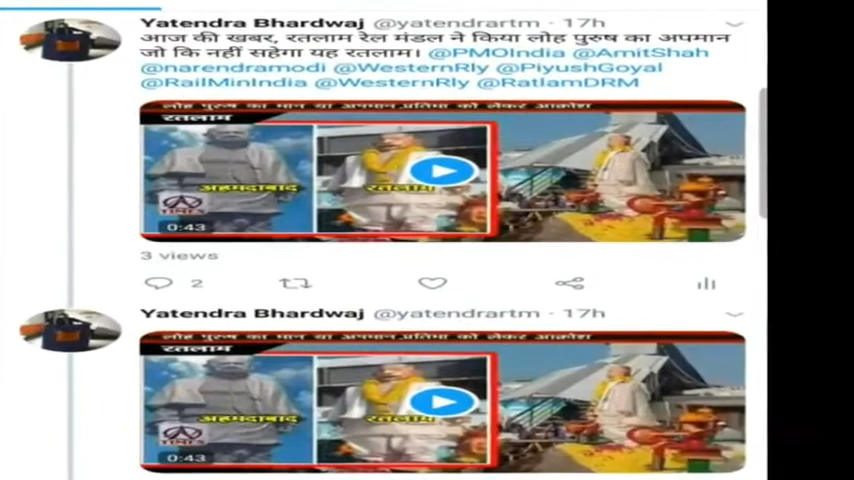 Yatendra Bhardwaj @yatendrartm · 17h
आज की खबर, रतलाम रेल मंडल ने किया लोह पुरुष का अपमान
जो कि नहीं सहेगा यह रतलाम। @PMOIndia @AmitShah
@narendramodi @WesternRly @PiyushGoyal
@RailMinIndia @WesternRly @RatlamDRM
लोह पुरुष का मान या अपमान,प्रतिमा को लेकर आक्रोश
रतलाम
अहमदाबाद
रतलाम
TIMES
0:43
3 views
2
Yatendra Bhardwaj @yatendrartm · 17h
लोह पुरुष का मान या अपमान,प्रतिमा को लेकर आक्रोश
रतलाम
अहमदाबाद
रतलाम
TIMES
0:43